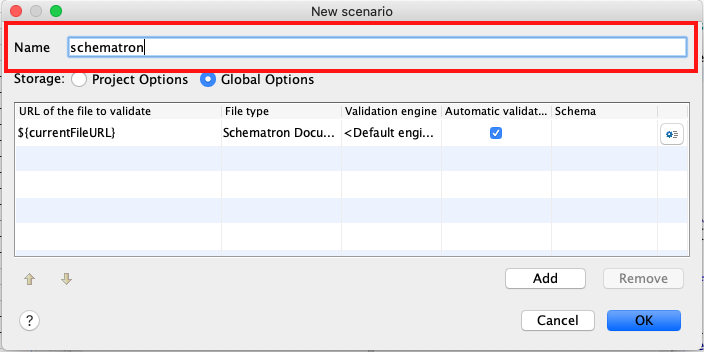 New scenario
Name schematron
Storage: Project Options Global Options
URL of the file to validate File type Validation engine Automatic validat... Schema
${currentFileURL} Schematron Docu... <Default engi...
Add Remove
? Cancel OK